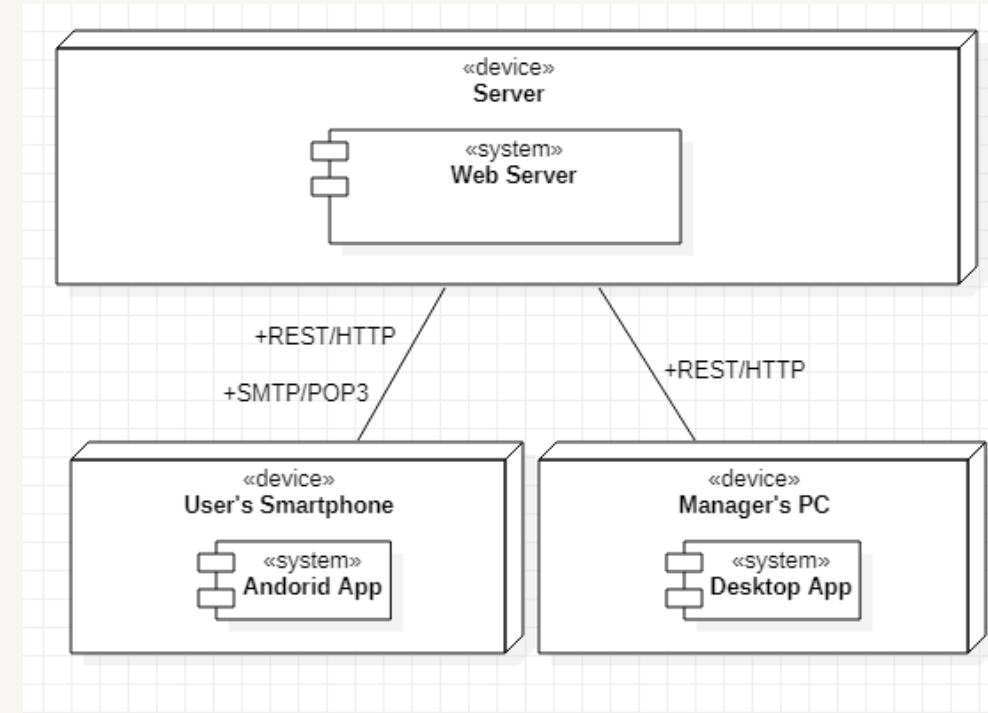 «device»
Server
«system»
Web Server
+REST/HTTP
+SMTP/POP3
+REST/HTTP
«device»
User's Smartphone
«system»
Andorid App
«device»
Manager's PC
«system»
Desktop App